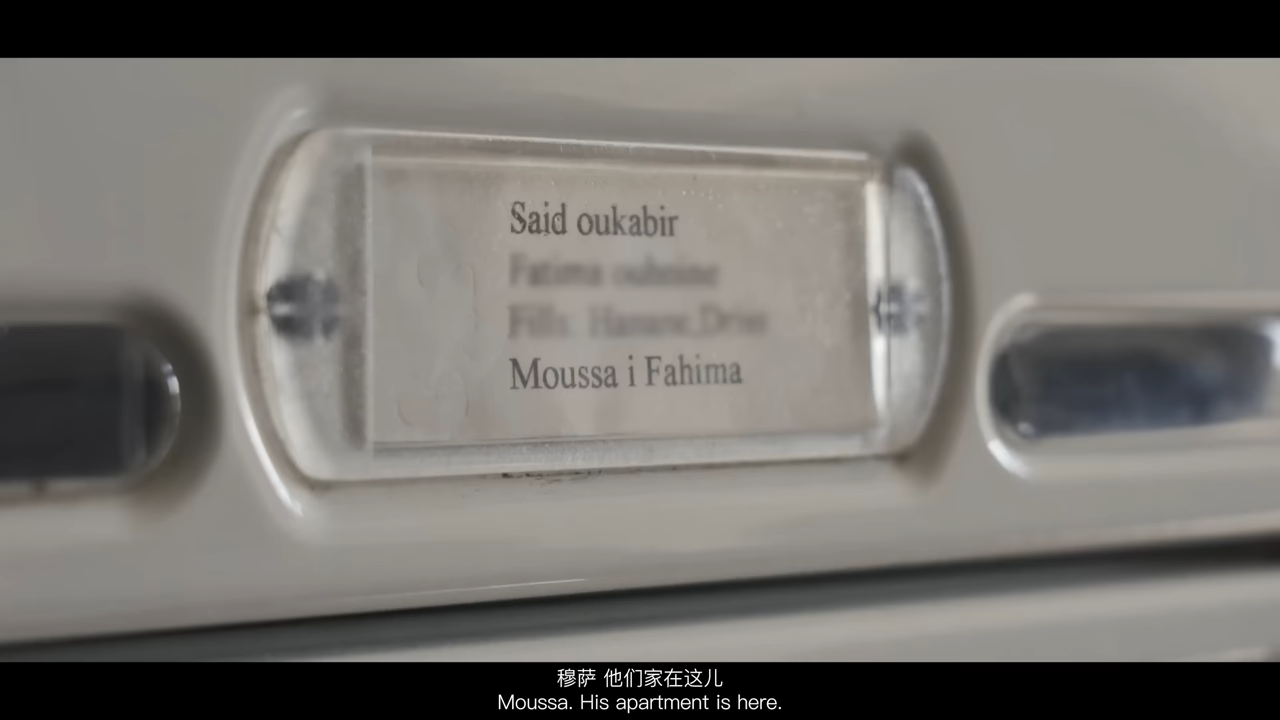 Said oukabir
Moussa i Fahima
穆萨 他们家在这儿
Moussa. His apartment is here.